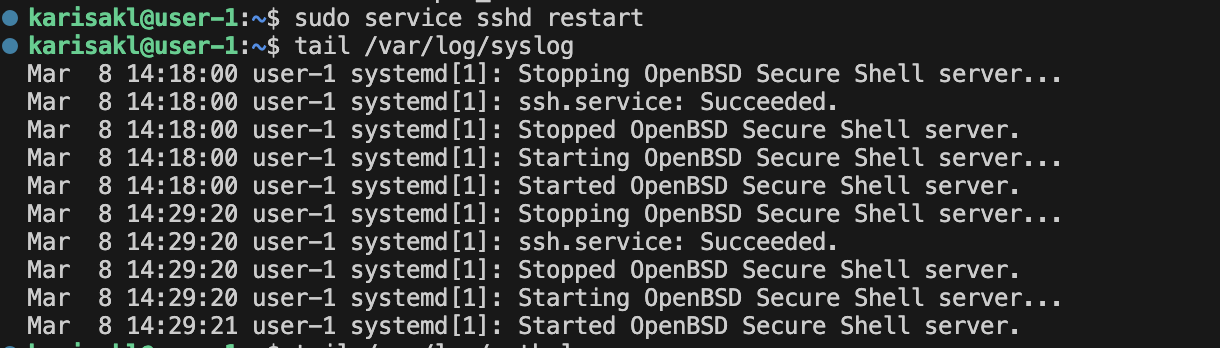 karisakl@user-1:~$ sudo service sshd restart
karisakl@user-1:~$ tail /var/log/syslog
Mar  8 14:18:00 user-1 systemd[1]: Stopping OpenBSD Secure Shell server...
Mar  8 14:18:00 user-1 systemd[1]: ssh.service: Succeeded.
Mar  8 14:18:00 user-1 systemd[1]: Stopped OpenBSD Secure Shell server.
Mar  8 14:18:00 user-1 systemd[1]: Starting OpenBSD Secure Shell server...
Mar  8 14:18:00 user-1 systemd[1]: Started OpenBSD Secure Shell server.
Mar  8 14:29:20 user-1 systemd[1]: Stopping OpenBSD Secure Shell server...
Mar  8 14:29:20 user-1 systemd[1]: ssh.service: Succeeded.
Mar  8 14:29:20 user-1 systemd[1]: Stopped OpenBSD Secure Shell server.
Mar  8 14:29:20 user-1 systemd[1]: Starting OpenBSD Secure Shell server...
Mar  8 14:29:21 user-1 systemd[1]: Started OpenBSD Secure Shell server.